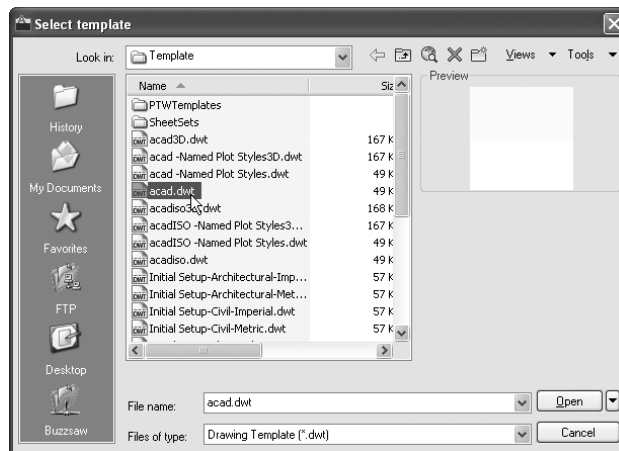 Select template
Look in: Template Views Tools
Name Siz Preview
PTWTemplates
SheetSets
acad3D.dwt 167 K
acad -Named Plot Styles3D.dwt 167 K
acad -Named Plot Styles.dwt 49 K
acad.dwt 49 K
acadiso3 .dwt 168 K
acadISO -Named Plot Styles3... 167 K
acadISO -Named Plot Styles.dwt 49 K
acadiso.dwt 49 K
Initial Setup-Architectural-Imp... 57 K
Initial Setup-Architectural-Met... 57 K
Initial Setup-Civil-Imperial.dwt 57 K
Initial Setup-Civil-Metric.dwt 57 K
History
My Documents
Favorites
FTP
Desktop
Buzzsaw
File name: acad.dwt Open
Files of type: Drawing Template (*.dwt) Cancel